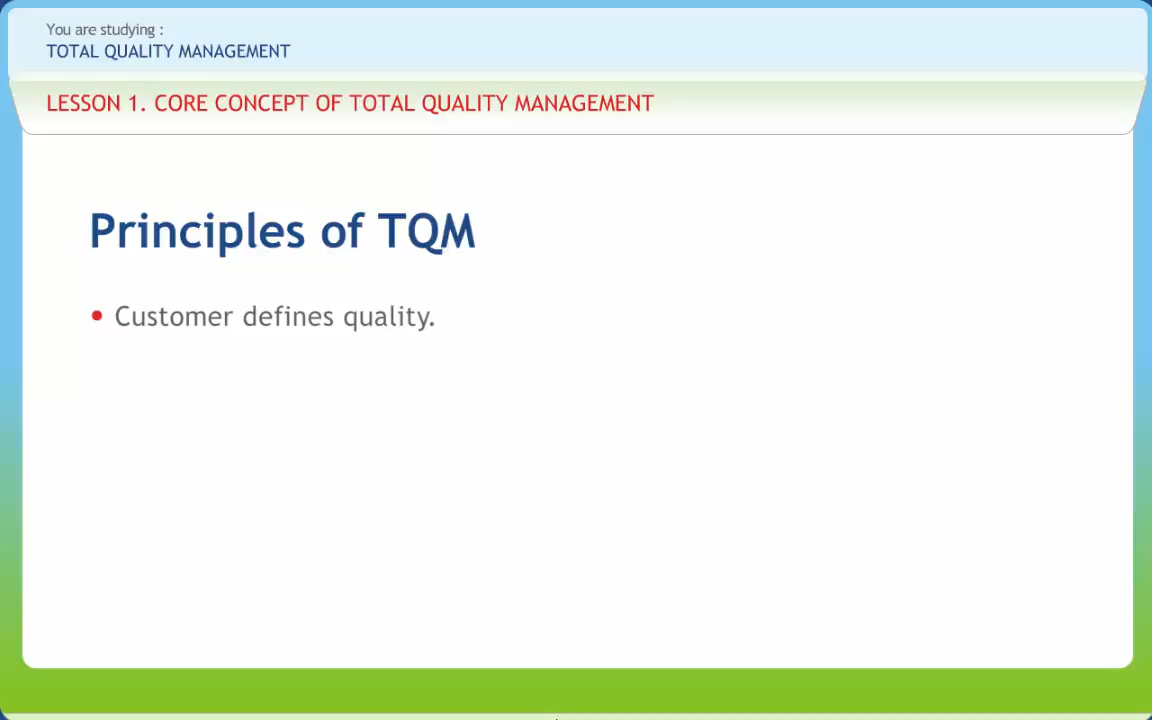 You are studying :
TOTAL QUALITY MANAGEMENT
LESSON 1. CORE CONCEPT OF TOTAL QUALITY MANAGEMENT
Principles of TQM
• Customer defines quality.